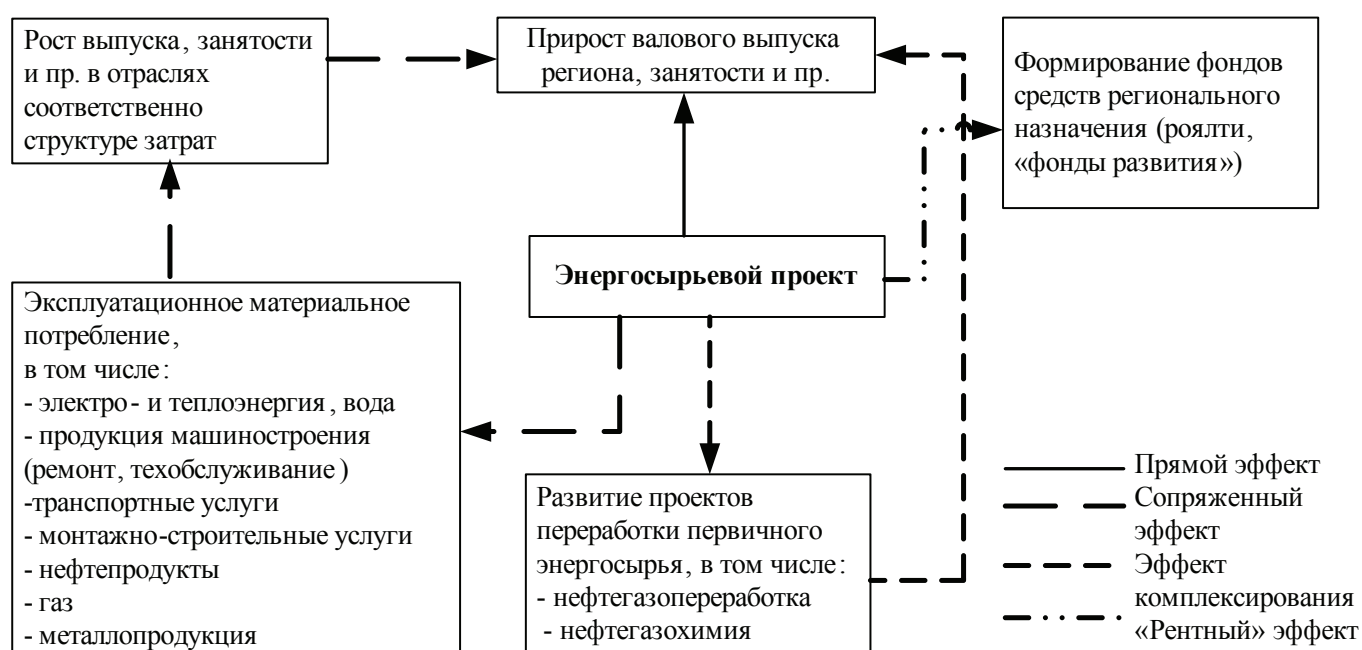 Рост выпуска, занятости
и пр. в отраслях
соответственно
структуре затрат
Прирост валового выпуска
региона, занятости и пр.
Формирование фондов
средств регионального
назначения (роялти,
«фонды развития»)
Энергосырьевой проект
Эксплуатационное материальное
потребление,
в том числе:
- электро- и теплоэнергия, вода
- продукция машиностроения
(ремонт, техобслуживание)
-транспортные услуги
- монтажно-строительные услуги
- нефтепродукты
- газ
- металлопродукция
Развитие проектов
переработки первичного
энергосырья, в том числе:
- нефтегазопереработка
- нефтегазохимия
Прямой эффект
Сопряженный
эффект
Эффект
комплексирования
«Рентный» эффект